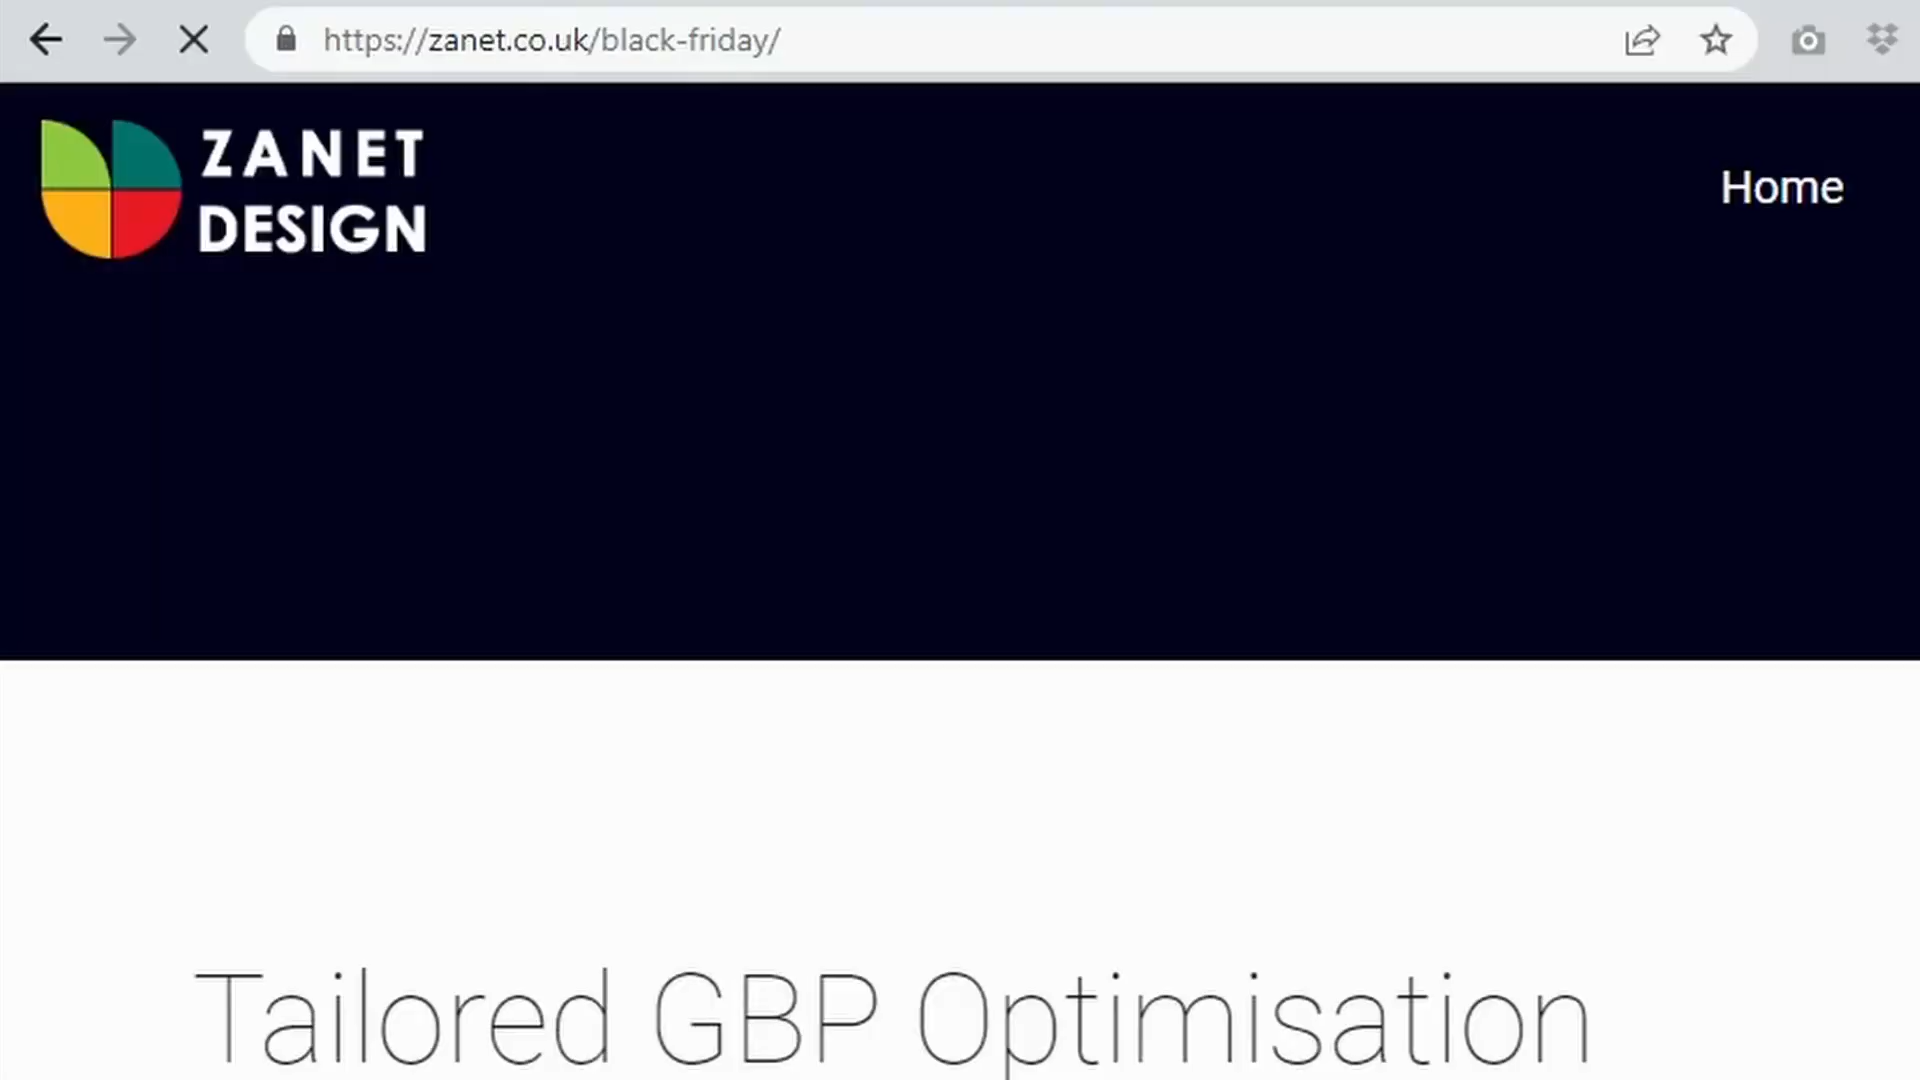 https://zanet.co.uk/black-friday/
ZANET
DESIGN
Home
Tailored GBP Optimisation